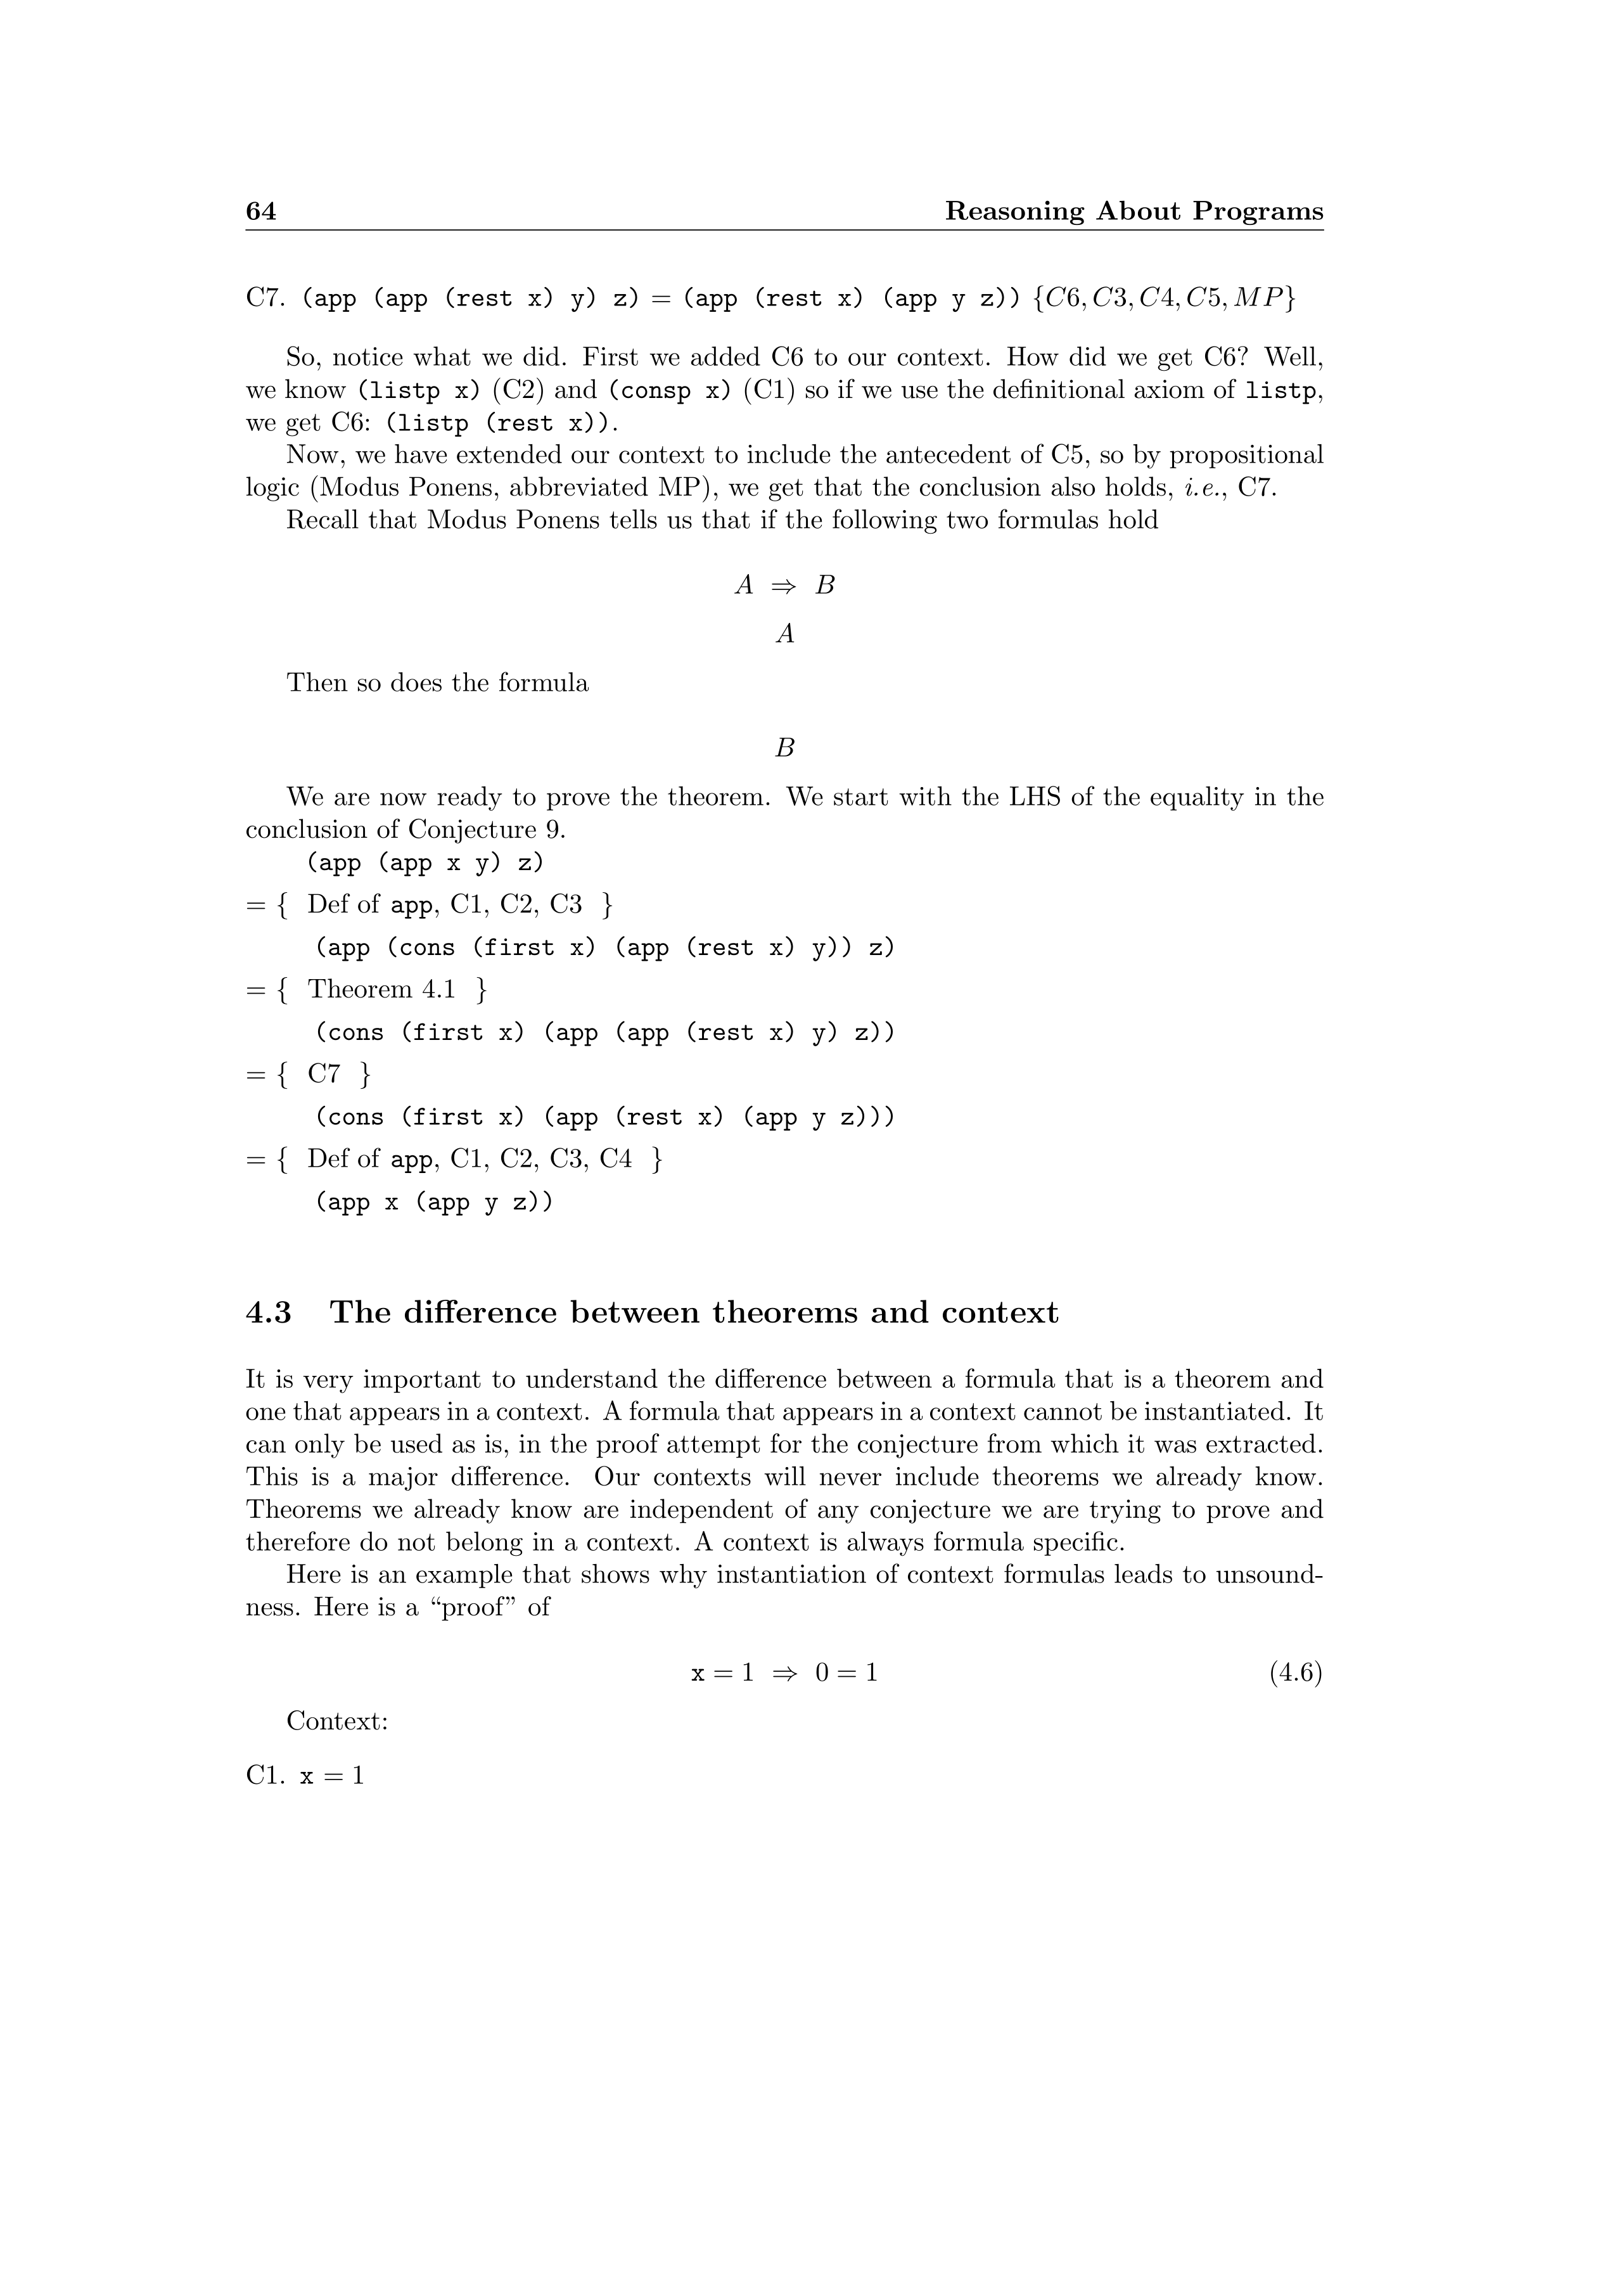 64 Reasoning About Programs
C7. (app (app (rest x) y) z) = (app (rest x) (app y z)) {C6, C3, C4, C5, MP}
So, notice what we did. First we added C6 to our context. How did we get C6? Well,
we know (listp x) (C2) and (consp x) (C1) so if we use the definitional axiom of listp,
we get C6: (listp (rest x)).
Now, we have extended our context to include the antecedent of C5, so by propositional
logic (Modus Ponens, abbreviated MP), we get that the conclusion also holds, i.e., C7.
Recall that Modus Ponens tells us that if the following two formulas hold
A ⇒ B
A
Then so does the formula
B
We are now ready to prove the theorem. We start with the LHS of the equality in the
conclusion of Conjecture 9.
(app (app x y) z)
= { Def of app, C1, C2, C3 }
(app (cons (first x) (app (rest x) y)) z)
= { Theorem 4.1 }
(cons (first x) (app (app (rest x) y) z))
= { C7 }
(cons (first x) (app (rest x) (app y z)))
= { Def of app, C1, C2, C3, C4 }
(app x (app y z))
4.3 The difference between theorems and context
It is very important to understand the difference between a formula that is a theorem and
one that appears in a context. A formula that appears in a context cannot be instantiated. It
can only be used as is, in the proof attempt for the conjecture from which it was extracted.
This is a major difference. Our contexts will never include theorems we already know.
Theorems we already know are independent of any conjecture we are trying to prove and
therefore do not belong in a context. A context is always formula specific.
Here is an example that shows why instantiation of context formulas leads to unsound-
ness. Here is a “proof” of
x = 1 ⇒ 0 = 1 (4.6)
Context:
C1. x = 1